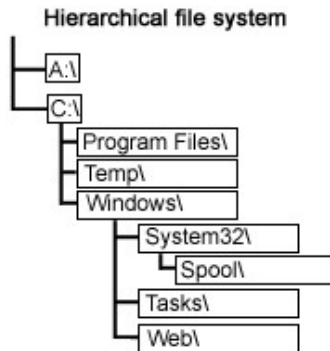 Hierarchical file system
A:\
C:\
Program Files\
Temp\
Windows\
System32\
Spool\
Tasks\
Web\